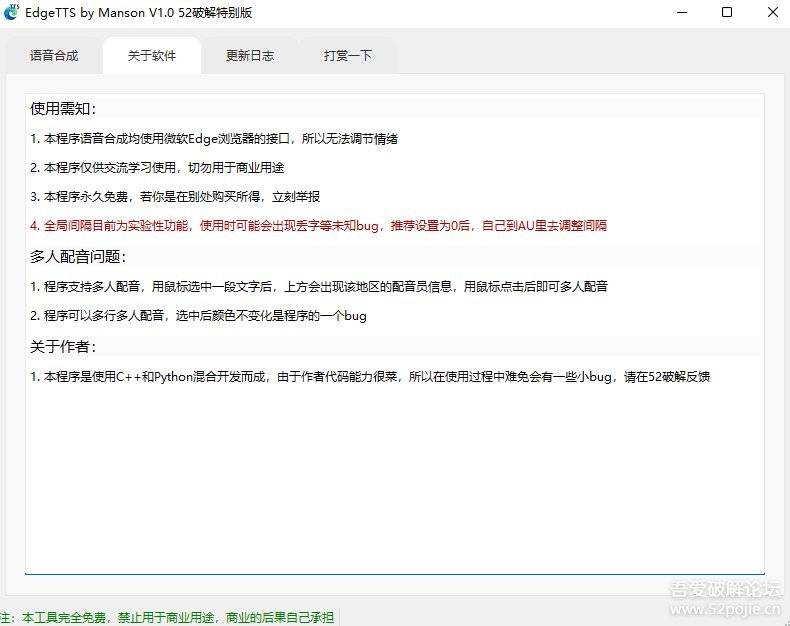 TTS
EdgeTTS by Manson V1.0 52破解特别版
语音合成 关于软件 更新日志 打赏一下
使用需知：
1. 本程序语音合成均使用微软Edge浏览器的接口，所以无法调节情绪
2. 本程序仅供交流学习使用，切勿用于商业用途
3. 本程序永久免费，若你是在别处购买所得，立刻举报
4. 全局间隔目前为实验性功能，使用时可能会出现丢字等未知bug，推荐设置为0后，自己到AU里去调整间隔
多人配音问题：
1. 程序支持多人配音，用鼠标选中一段文字后，上方会出现该地区的配音员信息，用鼠标点击后即可多人配音
2. 程序可以多行多人配音，选中后颜色不变化是程序的一个bug
关于作者：
1. 本程序是使用C++和Python混合开发而成，由于作者代码能力很菜，所以在使用过程中难免会有一些小bug，请在52破解反馈
吾爱破解论坛
www.52pojie.cn
注：本工具完全免费，禁止用于商业用途，商业的后果自己承担